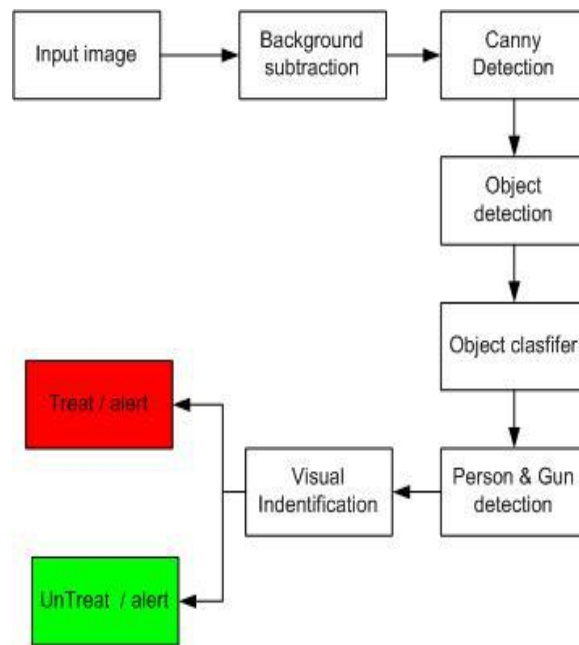 Input image
Background
subtraction
Canny
Detection
Object
detection
Object clasfifer
Person & Gun
detection
Visual
Indentification
Treat / alert
UnTreat / alert